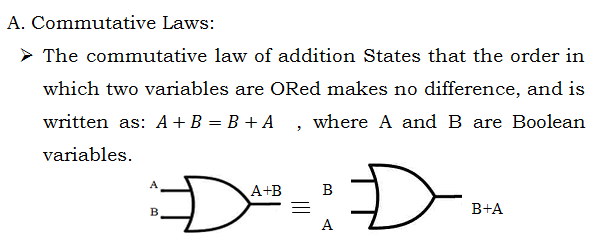 A. Commutative Laws:
➢ The commutative law of addition States that the order in
which two variables are ORed makes no difference, and is
written as: A + B = B + A , where A and B are Boolean
variables.
A
B
A+B
≡
B
A
B+A